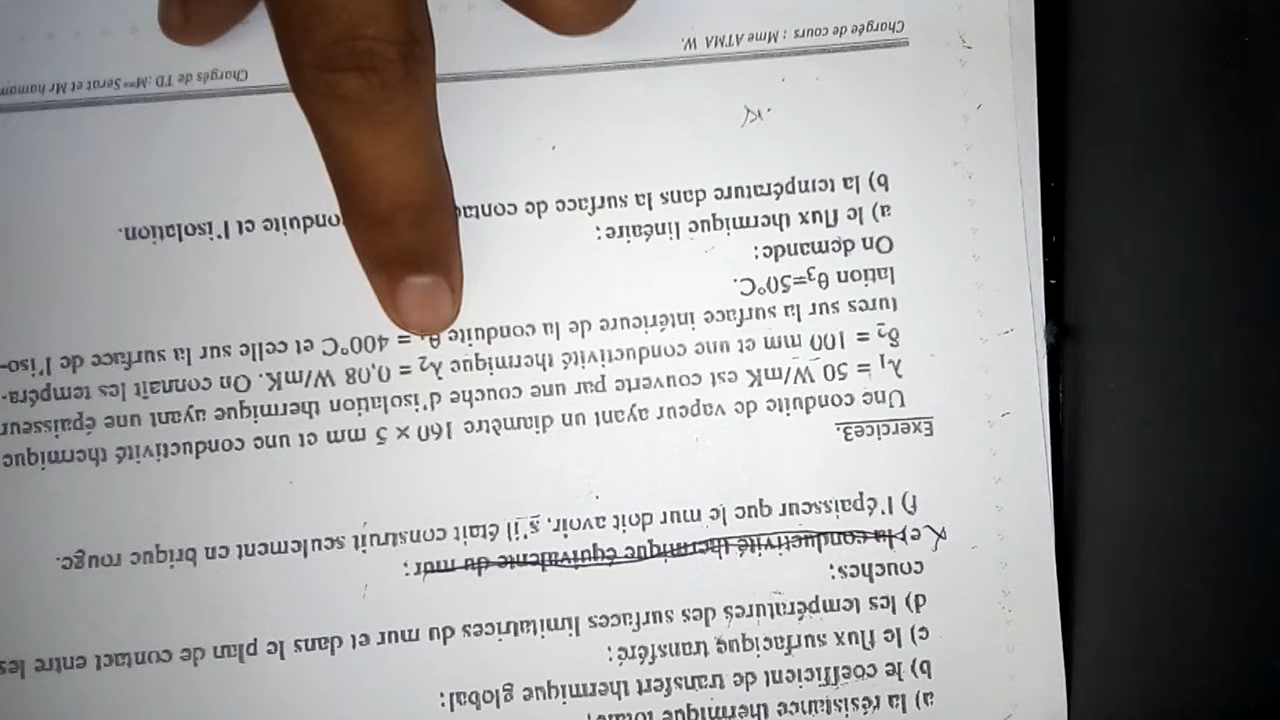 a) la résistance thermique totale;
b) le coefficient de transfert thermique global:
c) le flux surfacique transféré:
d) les températures des surfaces limitatrices du mur et dans le plan de contact entre les
couches;
e) la conductivité thermique équivalente du mur;
f) l'épaisseur que le mur doit avoir, s'il était construit seulement en brique rouge.
Exercice3.
Une conduite de vapeur ayant un diamètre 160 × 5 mm et une conductivité thermique
λ₁ = 50 W/mK est couverte par une couche d'isolation thermique ayant une épaisseur
δ₂ = 100 mm et une conductivité thermique λ₂ = 0,08 W/mK. On connaît les tempéra-
tures sur la surface intérieure de la conduite = 400°C et celle sur la surface de l'iso-
lation θ₃=50°C.
On demande:
a) le flux thermique linéaire:
b) la température dans la surface de conduite et l'isolation.
Chargée de cours : Mme ATMA W.
Chargés de TD :Mᵐᵉ Serat et Mr